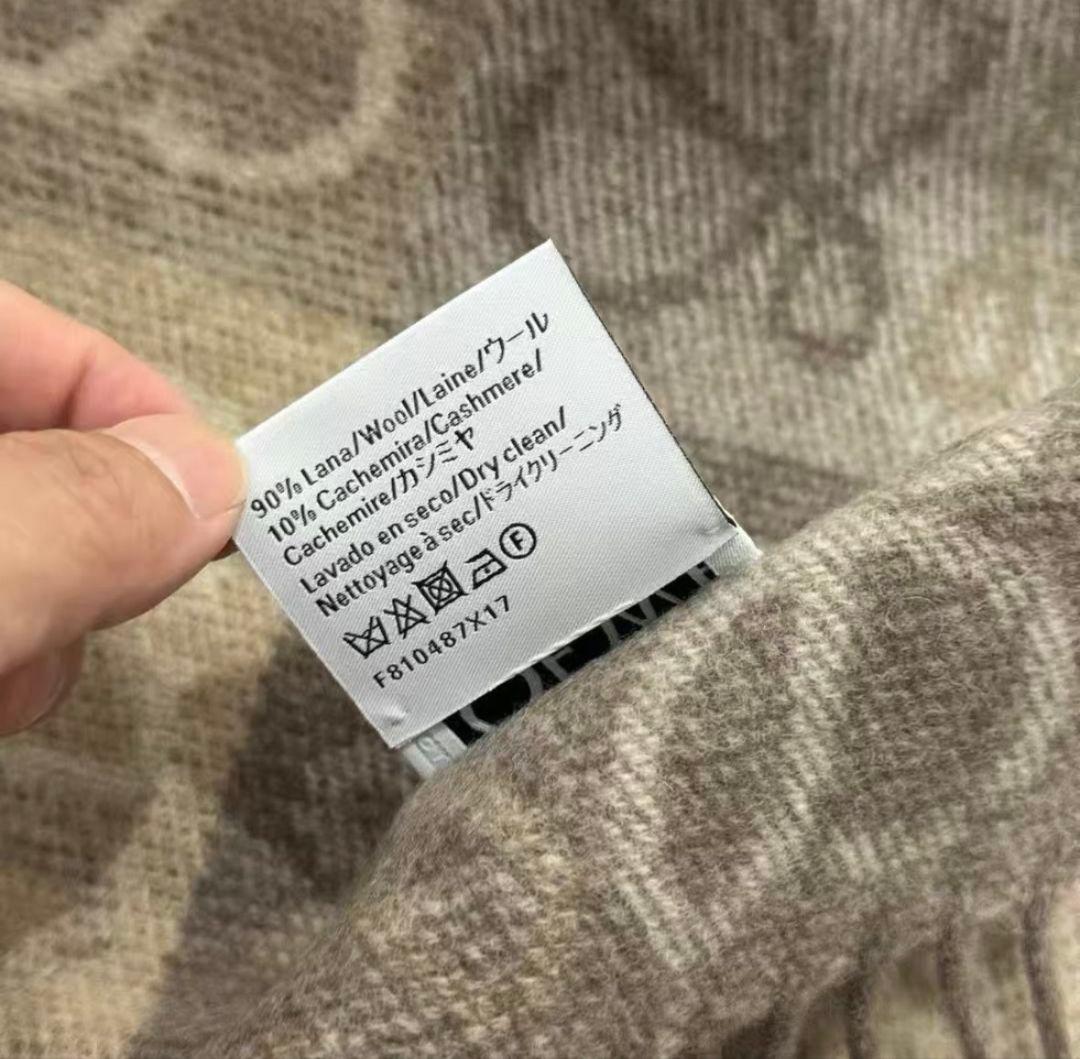 90% Lana/Wool/Laine/ウール
10% Cachemira/Cashmere/
Cachemire/カシミヤ
Lavado en seco/Dry clean/
Nettoyage à sec/ドライクリーニング
F
F810487X17